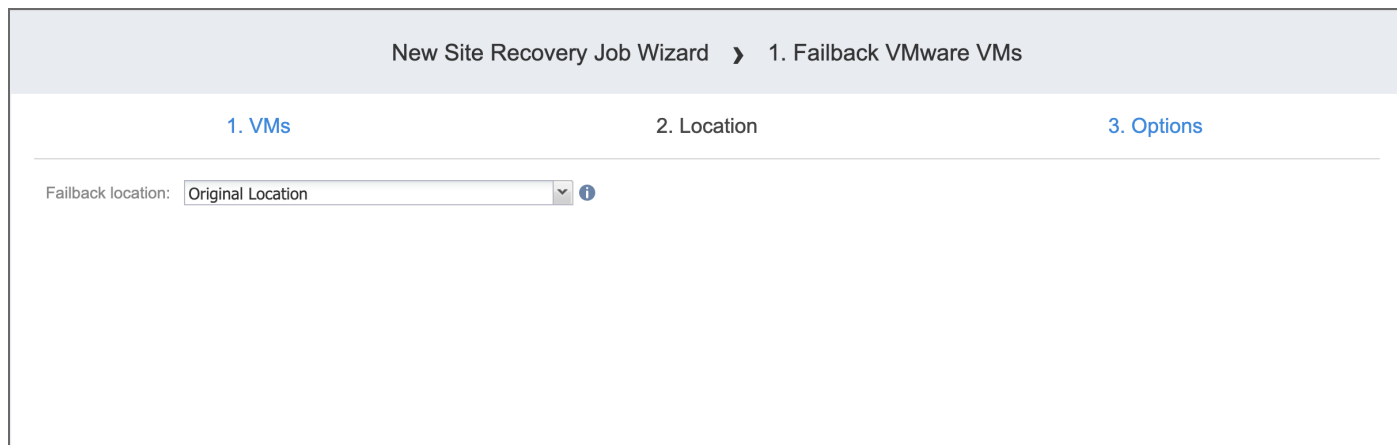 New Site Recovery Job Wizard ❯ 1. Failback VMware VMs
1. VMs 2. Location 3. Options
Failback location: Original Location